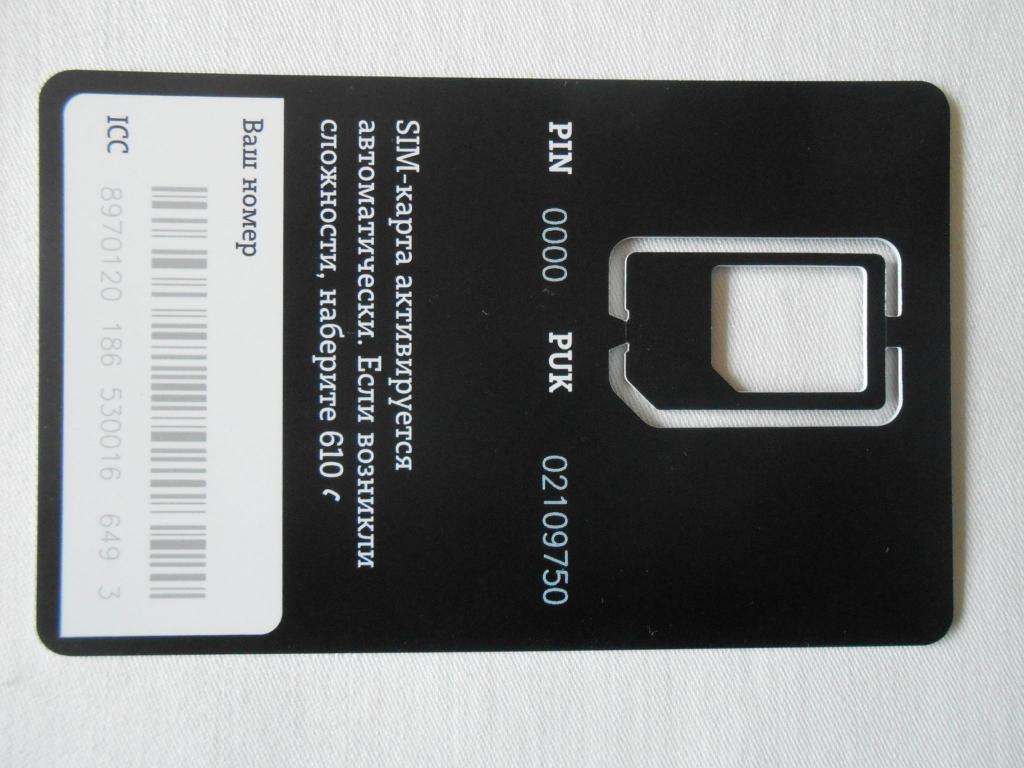 PIN 0000 PUK 02109750
SIM-карта активируется
автоматически. Если возникли
сложности, наберите 610
Ваш номер
ICC 8970120 186 530016 649 3